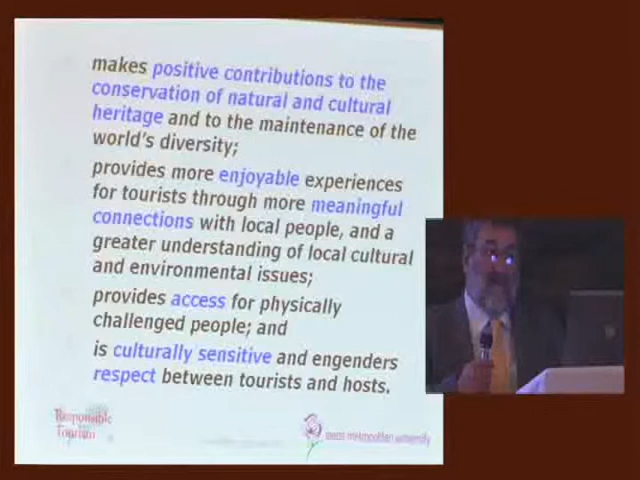 makes positive contributions to the
conservation of natural and cultural
heritage and to the maintenance of the
world's diversity;
provides more enjoyable experiences
for tourists through more meaningful
connections with local people, and a
greater understanding of local cultural
and environmental issues;
provides access for physically
challenged people; and
is culturally sensitive and engenders
respect between tourists and hosts.
Responsible
Tourism
leeds metropolitan university